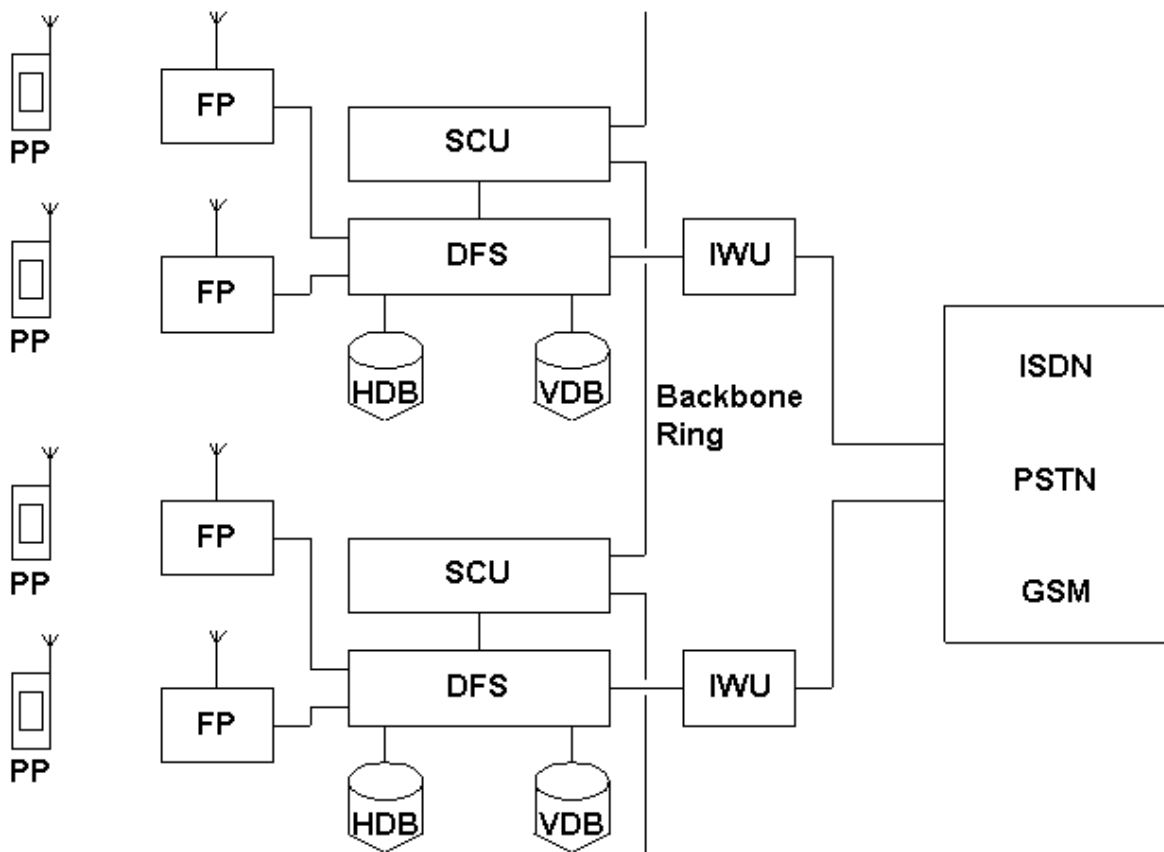 FP
SCU
PP
DFS
IWU
FP
PP
ISDN
HDB
VDB
Backbone
Ring
PSTN
FP
SCU
PP
GSM
DFS
IWU
FP
PP
HDB
VDB